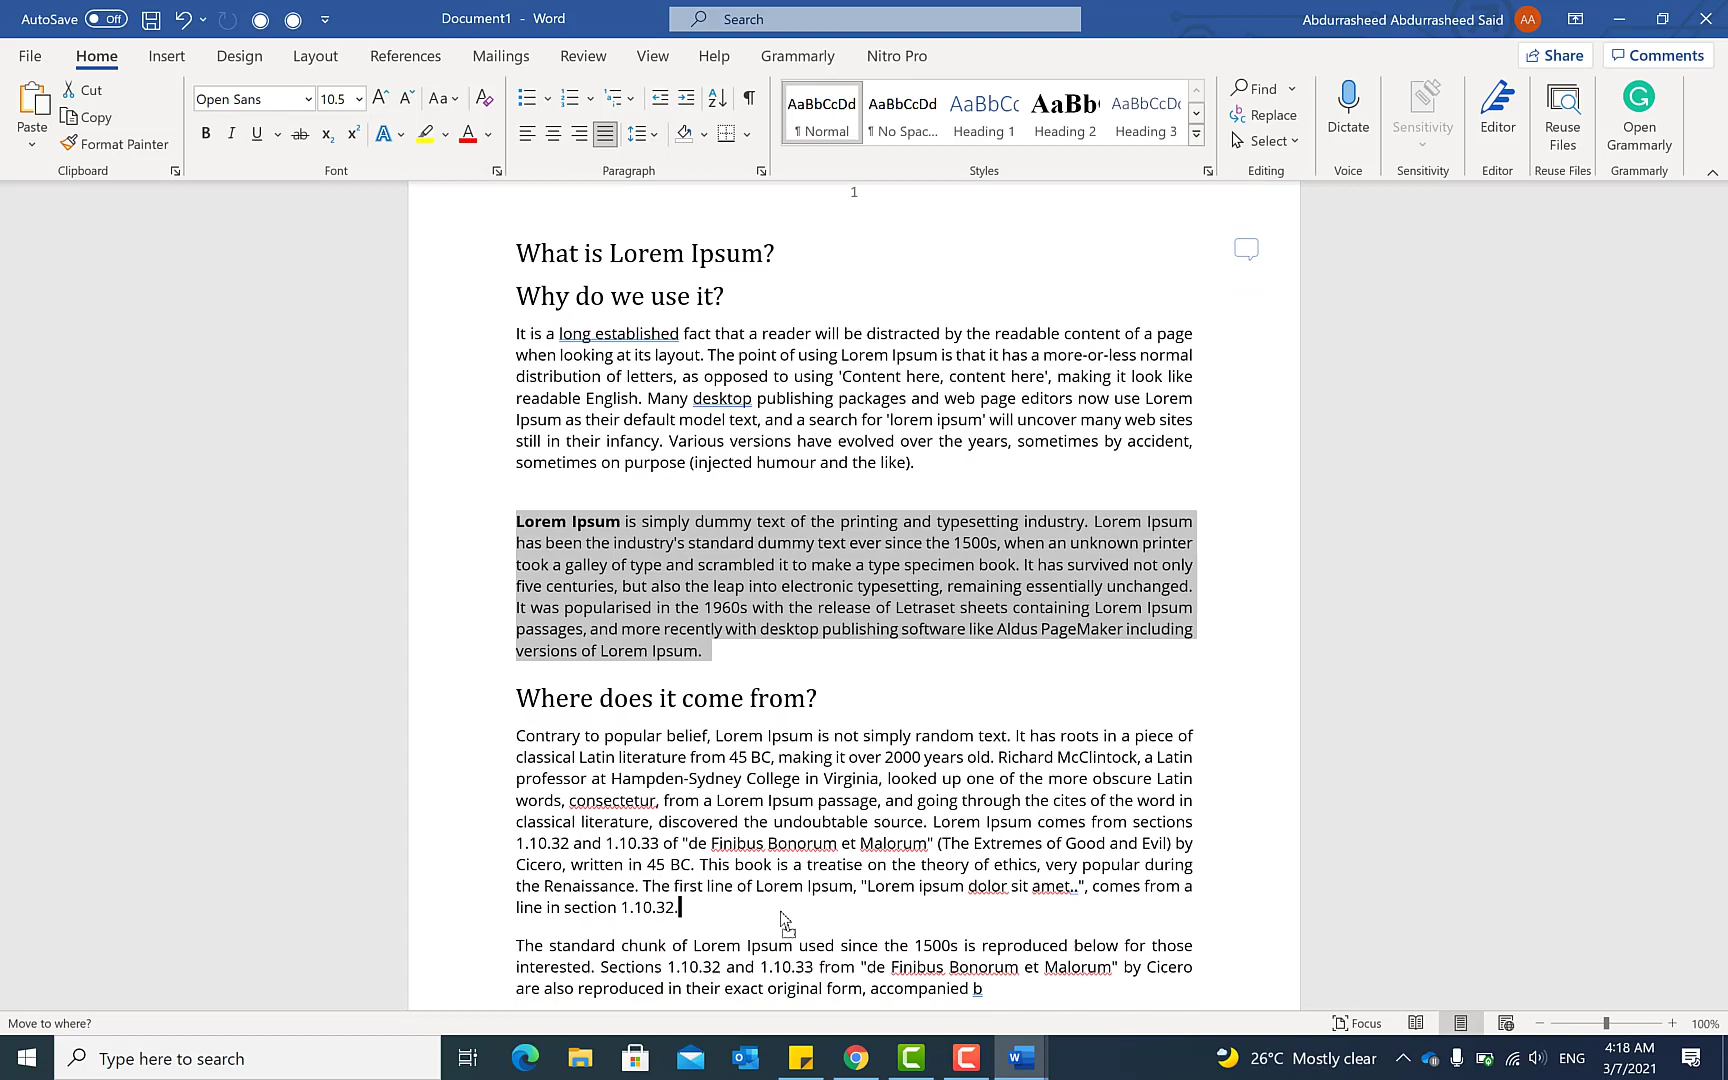 AutoSave Off Document1 - Word Search Abdurrasheed Abdurrasheed Said AA
File Home Insert Design Layout References Mailings Review View Help Grammarly Nitro Pro Share Comments
Paste Cut Copy Format Painter Clipboard
Open Sans 10.5 Aa Font
Paragraph
AaBbCcDd ¶ Normal
AaBbCcDd ¶ No Spac...
AaBbCc Heading 1
AaBb Heading 2
AaBbCcDc Heading 3
Styles
Find Replace Select Editing
Dictate Voice
Sensitivity Sensitivity
Editor Editor
Reuse Files Reuse Files
Open Grammarly Grammarly
1
What is Lorem Ipsum?
Why do we use it?
It is a long established fact that a reader will be distracted by the readable content of a page
when looking at its layout. The point of using Lorem Ipsum is that it has a more-or-less normal
distribution of letters, as opposed to using 'Content here, content here', making it look like
readable English. Many desktop publishing packages and web page editors now use Lorem
Ipsum as their default model text, and a search for 'lorem ipsum' will uncover many web sites
still in their infancy. Various versions have evolved over the years, sometimes by accident,
sometimes on purpose (injected humour and the like).
Lorem Ipsum is simply dummy text of the printing and typesetting industry. Lorem Ipsum
has been the industry's standard dummy text ever since the 1500s, when an unknown printer
took a galley of type and scrambled it to make a type specimen book. It has survived not only
five centuries, but also the leap into electronic typesetting, remaining essentially unchanged.
It was popularised in the 1960s with the release of Letraset sheets containing Lorem Ipsum
passages, and more recently with desktop publishing software like Aldus PageMaker including
versions of Lorem Ipsum.
Where does it come from?
Contrary to popular belief, Lorem Ipsum is not simply random text. It has roots in a piece of
classical Latin literature from 45 BC, making it over 2000 years old. Richard McClintock, a Latin
professor at Hampden-Sydney College in Virginia, looked up one of the more obscure Latin
words, consectetur, from a Lorem Ipsum passage, and going through the cites of the word in
classical literature, discovered the undoubtable source. Lorem Ipsum comes from sections
1.10.32 and 1.10.33 of "de Finibus Bonorum et Malorum" (The Extremes of Good and Evil) by
Cicero, written in 45 BC. This book is a treatise on the theory of ethics, very popular during
the Renaissance. The first line of Lorem Ipsum, "Lorem ipsum dolor sit amet..", comes from a
line in section 1.10.32.
The standard chunk of Lorem Ipsum used since the 1500s is reproduced below for those
interested. Sections 1.10.32 and 1.10.33 from "de Finibus Bonorum et Malorum" by Cicero
are also reproduced in their exact original form, accompanied b
Move to where? Focus 100%
Type here to search 26°C Mostly clear ENG 4:18 AM
3/7/2021